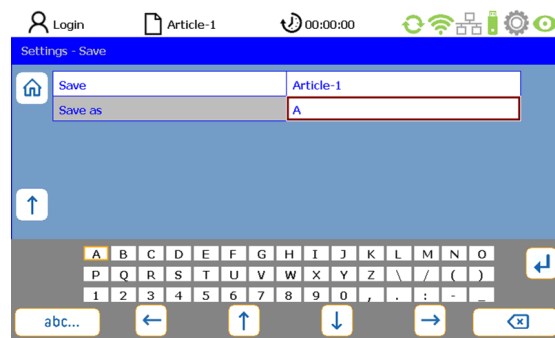 Login Article-1 00:00:00
Settings - Save
Save Article-1
Save as A
A B C D E F G H I J K L M N O
P Q R S T U V W X Y Z \ / ( )
1 2 3 4 5 6 7 8 9 0 , . : - _
abc...